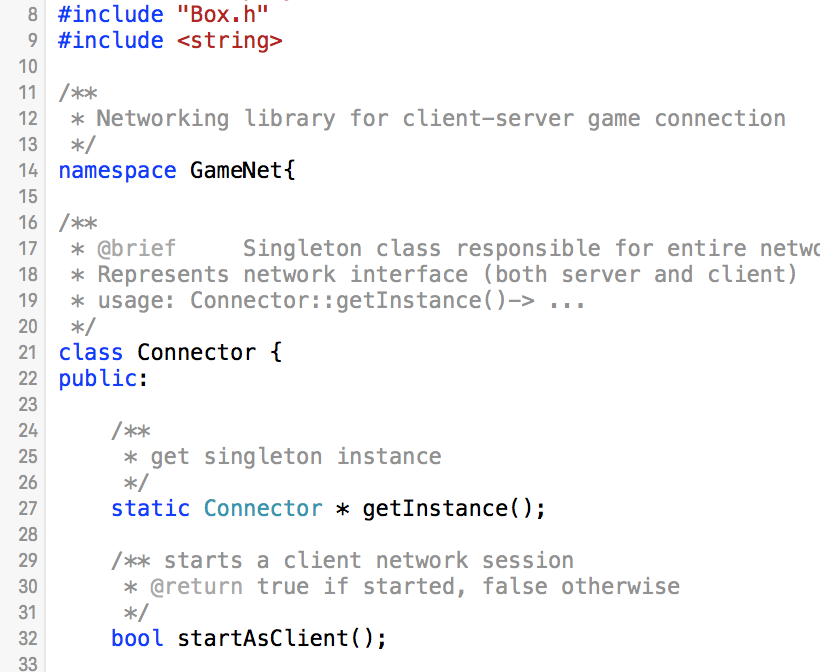 8 #include "Box.h"
9 #include <string>
10
11 /**
12  * Networking library for client-server game connection
13  */
14 namespace GameNet{
15
16 /**
17  * @brief     Singleton class responsible for entire
18  * Represents network interface (both server and client)
19  * usage: Connector::getInstance()-> ...
20  */
21 class Connector {
22 public:
23
24     /**
25      * get singleton instance
26      */
27     static Connector * getInstance();
28
29     /** starts a client network session
30      * @return true if started, false otherwise
31      */
32     bool startAsClient();
33